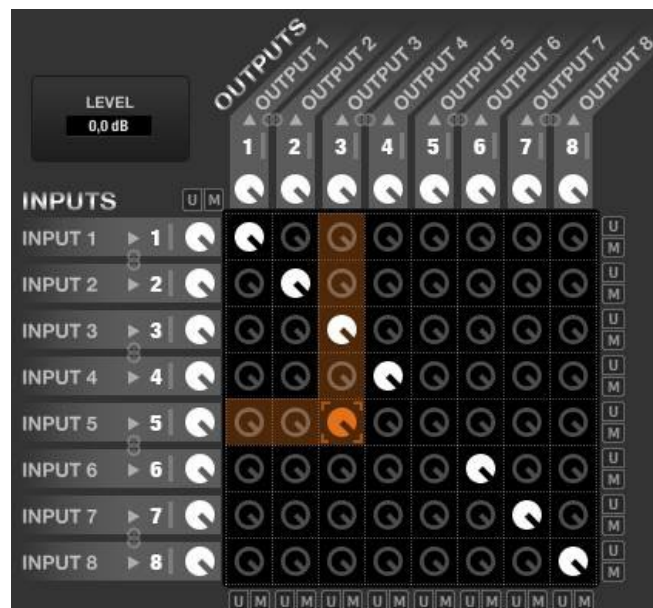 OUTPUTS
OUTPUT 1
OUTPUT 2
OUTPUT 3
OUTPUT 4
OUTPUT 5
OUTPUT 6
OUTPUT 7
OUTPUT 8
LEVEL
0,0 dB
1 2 3 4 5 6 7 8
INPUTS U M
INPUT 1 1 U M
INPUT 2 2 U M
INPUT 3 3 U M
INPUT 4 4 U M
INPUT 5 5 U M
INPUT 6 6 U M
INPUT 7 7 U M
INPUT 8 8 U M
U M U M U M U M U M U M U M U M